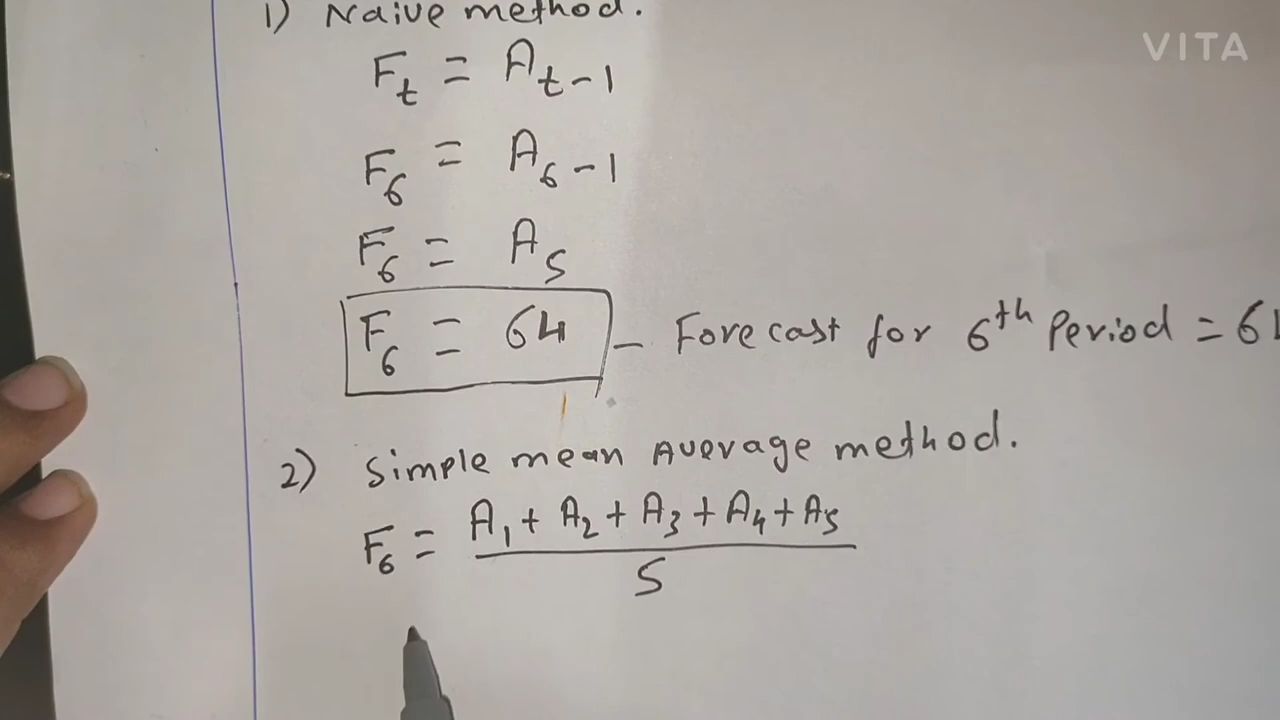 VITA
1) Naive method.
Ft = At-1
F6 = A6-1
F6 = A5
F6 = 64 – Forecast for 6th Period = 6
2) Simple mean Average method.
F6 = A1 + A2 + A3 + A4 + A5
5